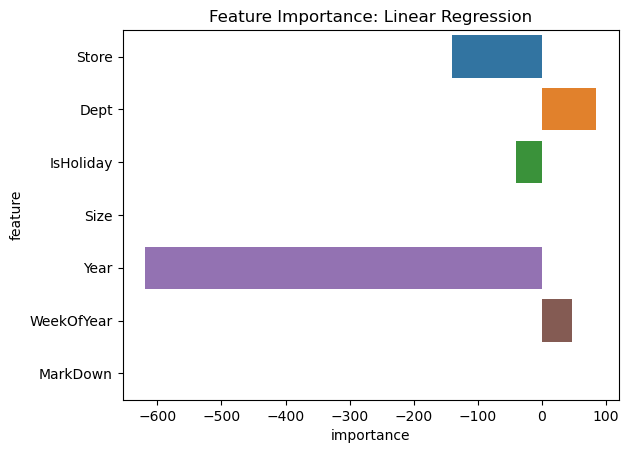 Feature Importance: Linear Regression
feature
Store
Dept
IsHoliday
Size
Year
WeekOfYear
MarkDown
−600
−500
−400
−300
−200
−100
0
100
importance